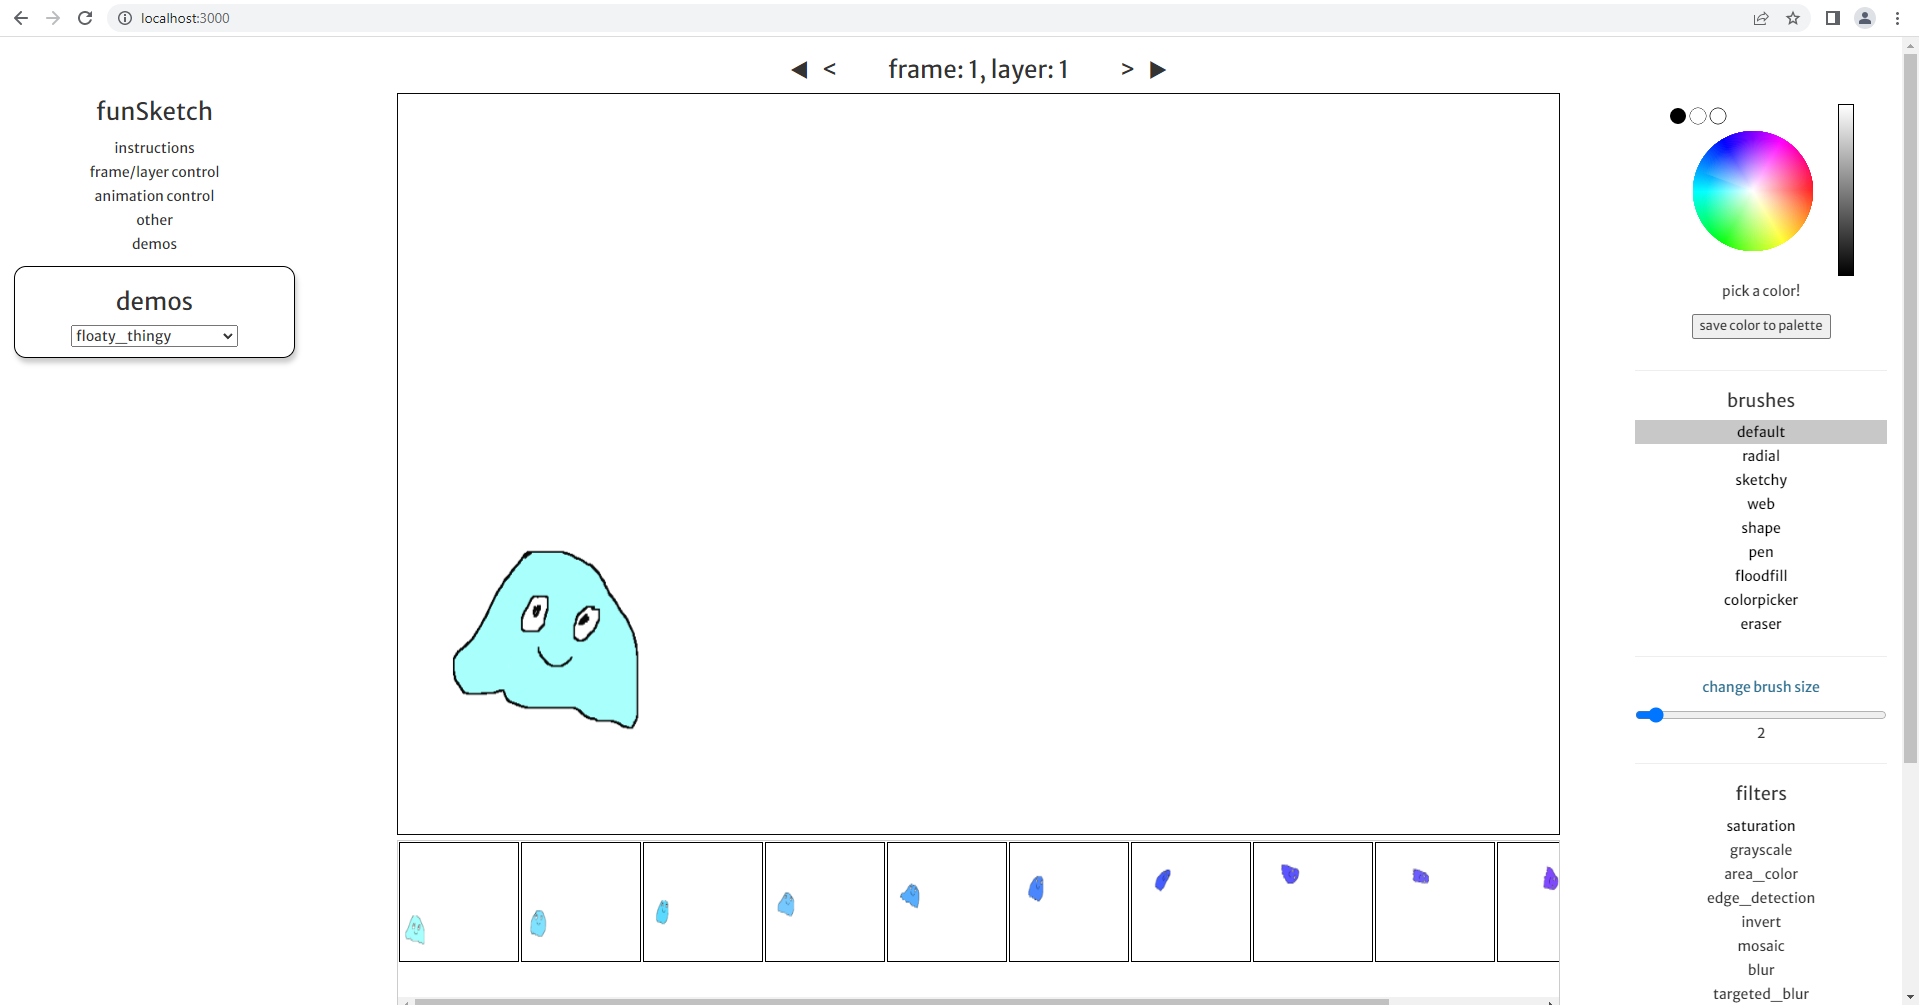 localhost:3000
◀ < frame: 1, layer: 1 > ▶
funSketch
instructions
frame/layer control
animation control
other
demos
demos
floaty_thingy
pick a color!
save color to palette
brushes
default
radial
sketchy
web
shape
pen
floodfill
colorpicker
eraser
change brush size
2
filters
saturation
grayscale
area_color
edge_detection
invert
mosaic
blur
targeted_blur